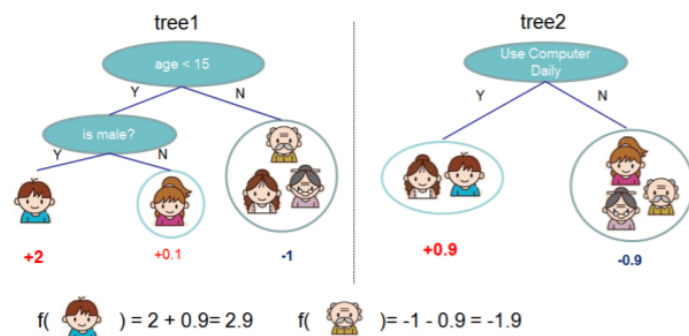 tree1
age < 15
Y
N
is male?
Y
N
+2
+0.1
-1
tree2
Use Computer
Daily
Y
N
+0.9
-0.9
f( ) = 2 + 0.9= 2.9
f( )= -1 - 0.9 = -1.9